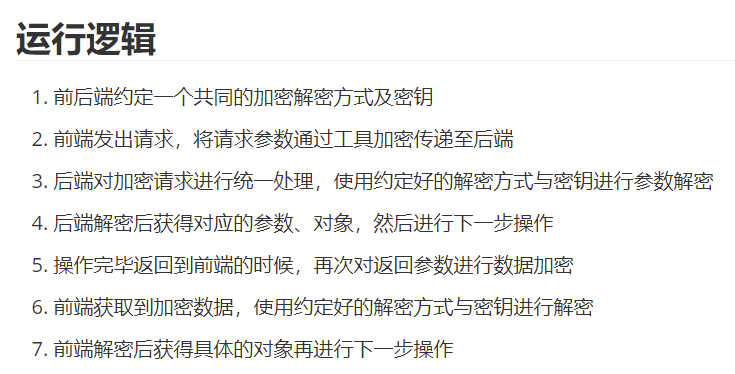 运行逻辑
1. 前后端约定一个共同的加密解密方式及密钥
2. 前端发出请求，将请求参数通过工具加密传递至后端
3. 后端对加密请求进行统一处理，使用约定好的解密方式与密钥进行参数解密
4. 后端解密后获得对应的参数、对象，然后进行下一步操作
5. 操作完毕返回到前端的时候，再次对返回参数进行数据加密
6. 前端获取到加密数据，使用约定好的解密方式与密钥进行解密
7. 前端解密后获得具体的对象再进行下一步操作